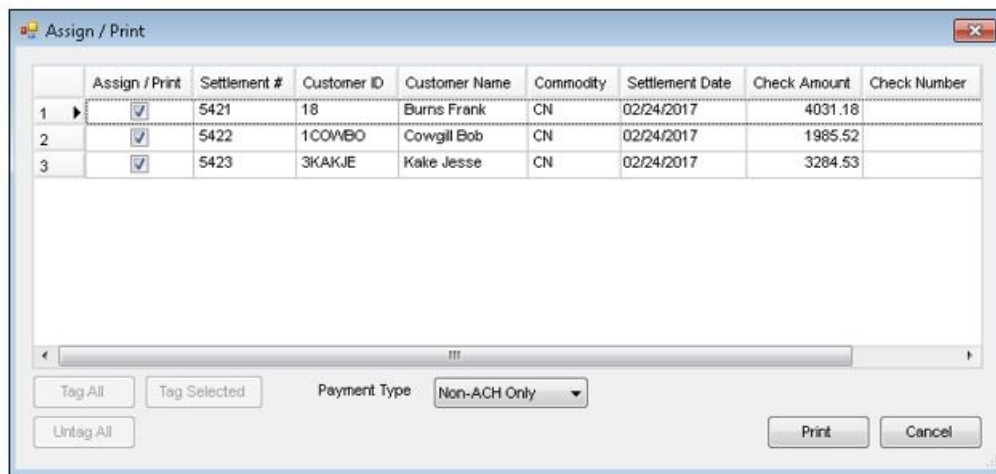 Assign / Print
Assign / Print Settlement # Customer ID Customer Name Commodity Settlement Date Check Amount Check Number
1 5421 18 Burns Frank CN 02/24/2017 4031.18
2 5422 1COWBO Cowgill Bob CN 02/24/2017 1985.52
3 5423 3KAKJE Kake Jesse CN 02/24/2017 3284.53
Tag All Tag Selected Payment Type Non-ACH Only
Untag All Print Cancel